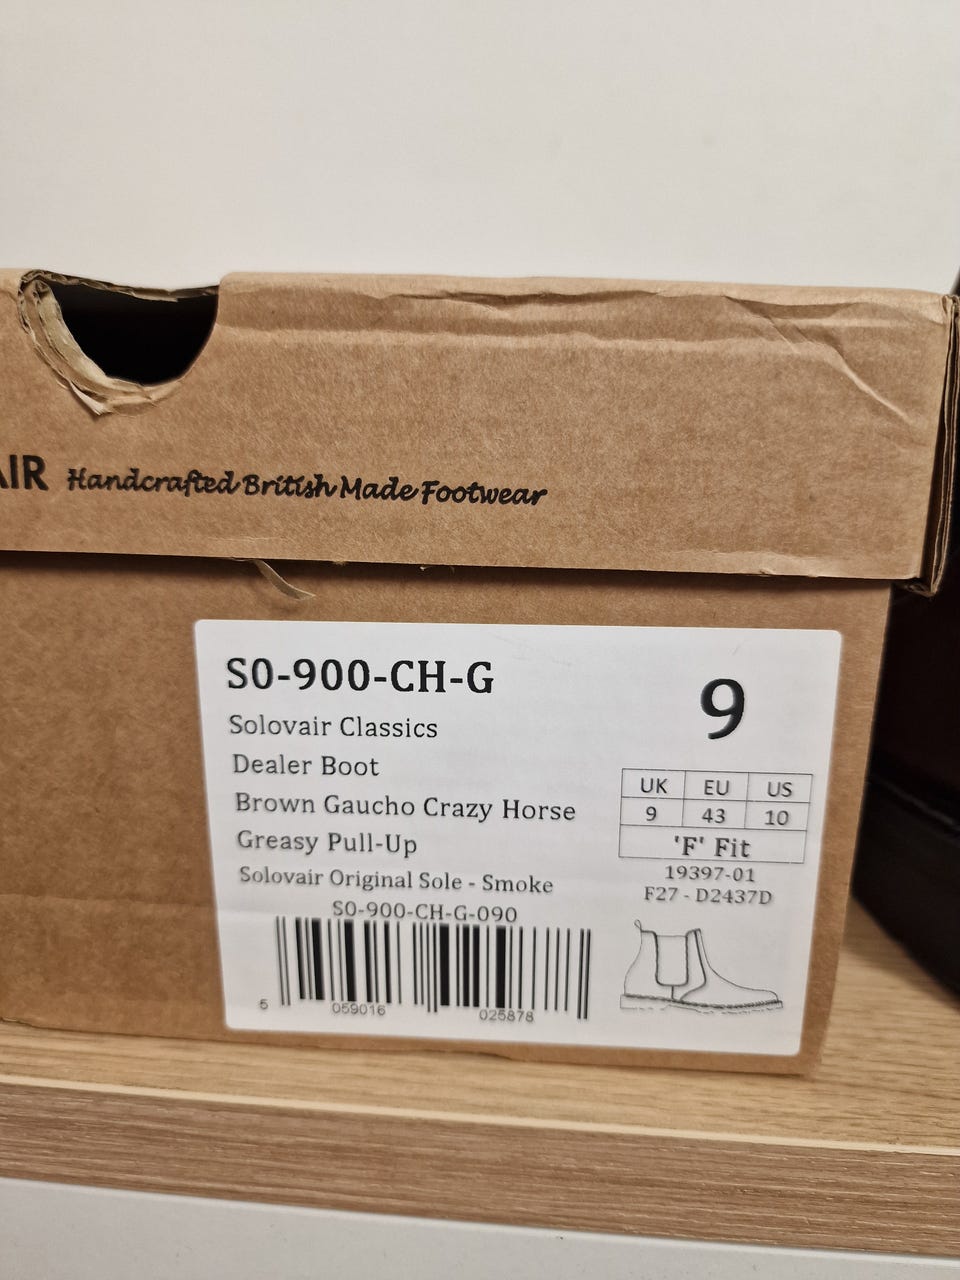 AIR Handcrafted British Made Footwear
S0-900-CH-G
9
Solovair Classics
Dealer Boot
Brown Gaucho Crazy Horse
Greasy Pull-Up
Solovair Original Sole - Smoke
S0-900-CH-G-090
5 059016 025878
UK EU US
9 43 10
'F' Fit
19397-01
F27 - D2437D